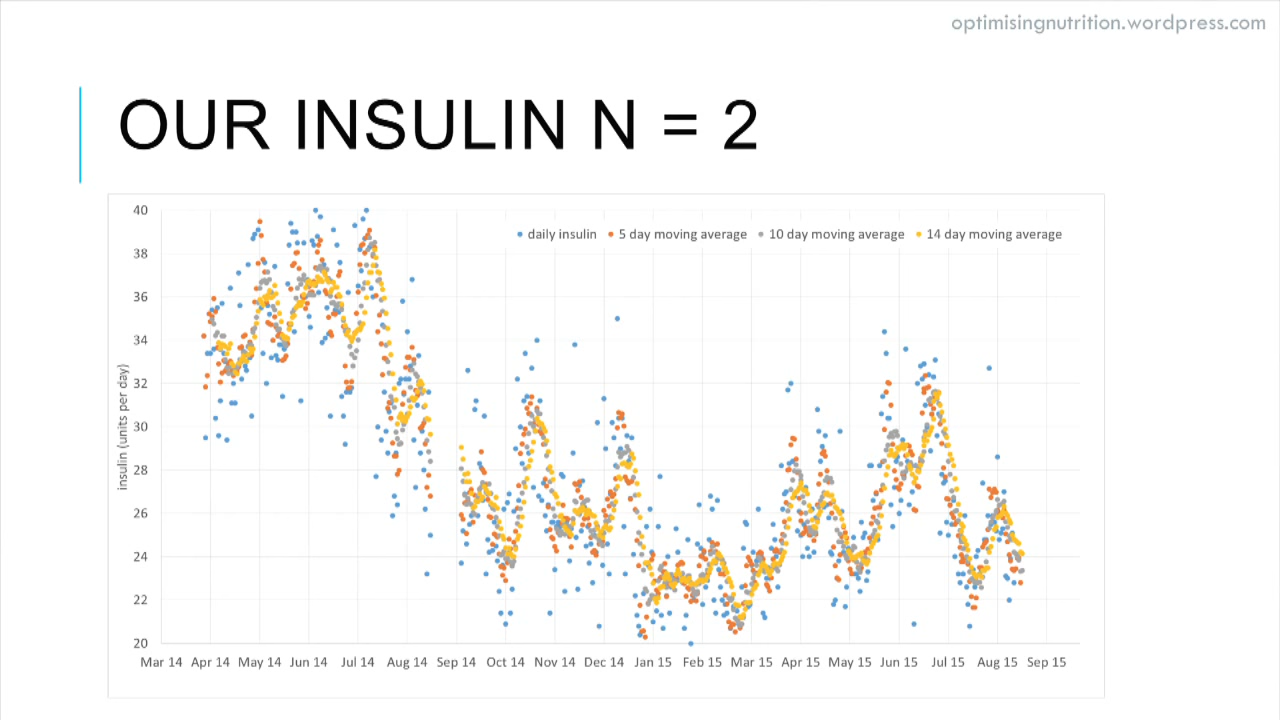 optimisingnutrition.wordpress.com
OUR INSULIN N = 2
daily insulin 5 day moving average 10 day moving average 14 day moving average
insulin (units per day)
40
38
36
34
32
30
28
26
24
22
20
Mar 14 Apr 14 May 14 Jun 14 Jul 14 Aug 14 Sep 14 Oct 14 Nov 14 Dec 14 Jan 15 Feb 15 Mar 15 Apr 15 May 15 Jun 15 Jul 15 Aug 15 Sep 15